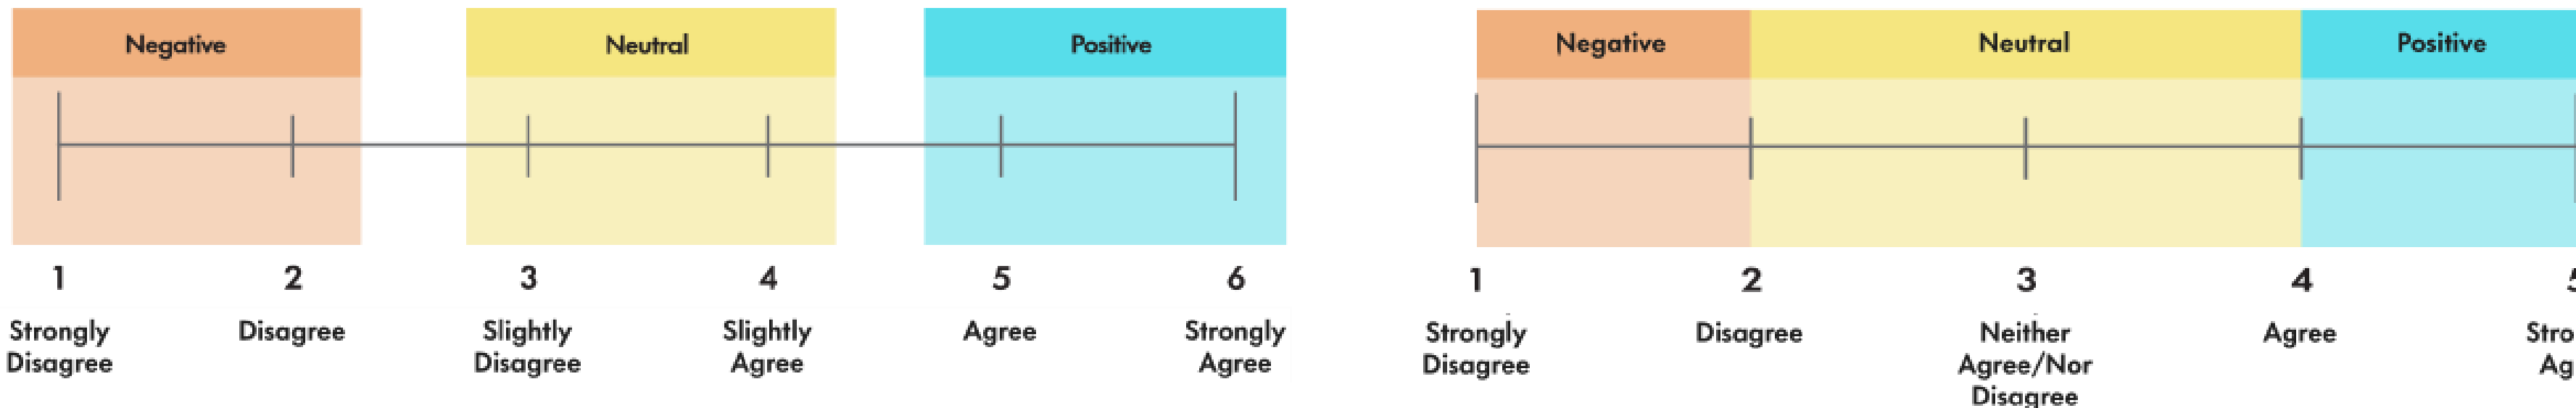 Negative Neutral Positive
1 2 3 4 5 6
Strongly Disagree Slightly Slightly Agree Strongly
Disagree Disagree Agree Agree
Negative Neutral Positive
1 2 3 4
Strongly Disagree Neither Agree
Disagree Agree/Nor
Disagree